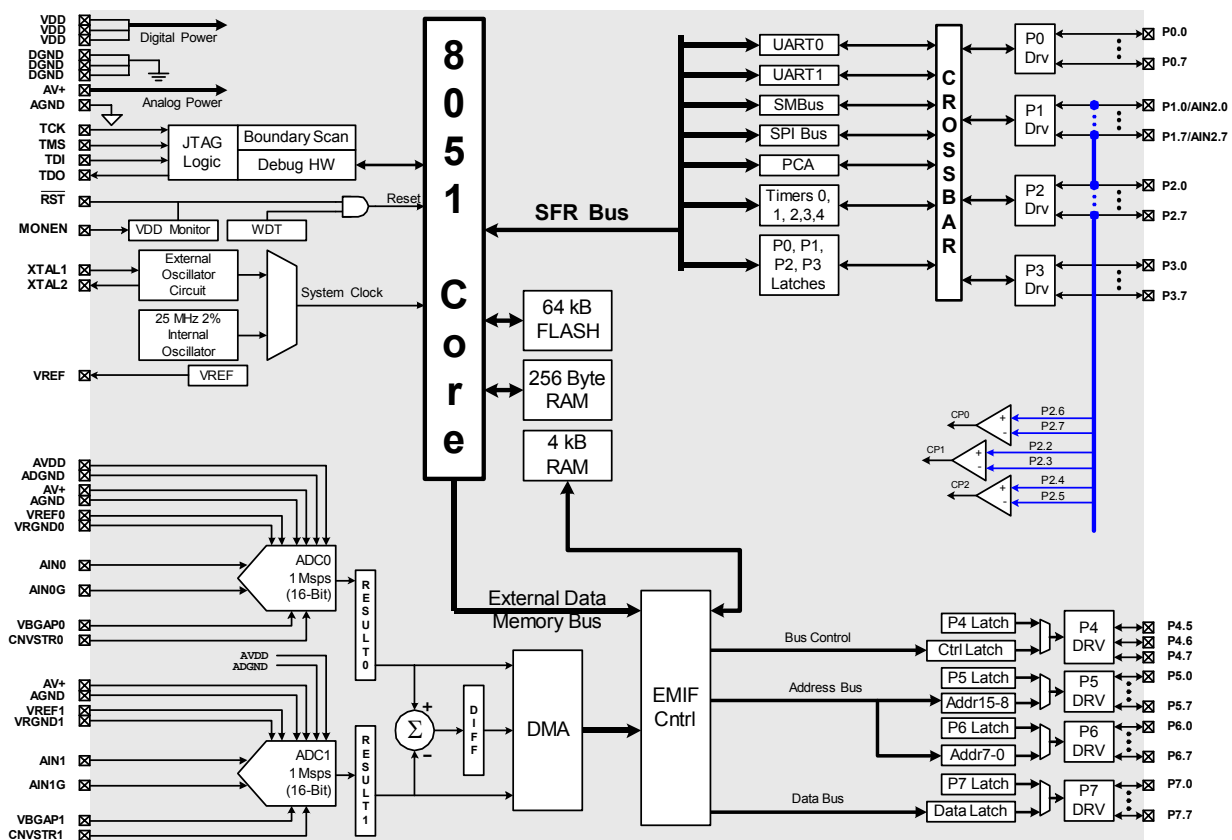 VDD
VDD
VDD
Digital Power
DGND
DGND
DGND
AV+
Analog Power
AGND
TCK
TMS
TDI
TDO
JTAG
Logic
Boundary Scan
Debug HW
RST
Reset
MONEN
VDD Monitor
WDT
XTAL1
XTAL2
External
Oscillator
Circuit
System Clock
25 MHz 2%
Internal
Oscillator
VREF
VREF
8051 Core
SFR Bus
64 kB
FLASH
256 Byte
RAM
4 kB
RAM
UART0
UART1
SMBus
SPI Bus
PCA
Timers 0,
1, 2,3,4
P0, P1,
P2, P3
Latches
CROSSBAR
P0
Drv
P1
Drv
P2
Drv
P3
Drv
P0.0
P0.7
P1.0/AIN2.0
P1.7/AIN2.7
P2.0
P2.7
P3.0
P3.7
CP0
+
-
P2.6
P2.7
CP1
+
-
P2.2
P2.3
CP2
+
-
P2.4
P2.5
AVDD
ADGND
AV+
AGND
VREF0
VRGND0
AIN0
AIN0G
VBGAP0
CNVSTR0
ADC0
1 Msps
(16-Bit)
RESULT0
AVDD
ADGND
AV+
AGND
VREF1
VRGND1
AIN1
AIN1G
VBGAP1
CNVSTR1
ADC1
1 Msps
(16-Bit)
RESULT1
+
Σ
-
DIFF
DMA
External Data
Memory Bus
EMIF
Cntrl
Bus Control
Address Bus
Data Bus
P4 Latch
Ctrl Latch
P5 Latch
Addr15-8
P6 Latch
Addr7-0
P7 Latch
Data Latch
P4
DRV
P5
DRV
P6
DRV
P7
DRV
P4.5
P4.6
P4.7
P5.0
P5.7
P6.0
P6.7
P7.0
P7.7